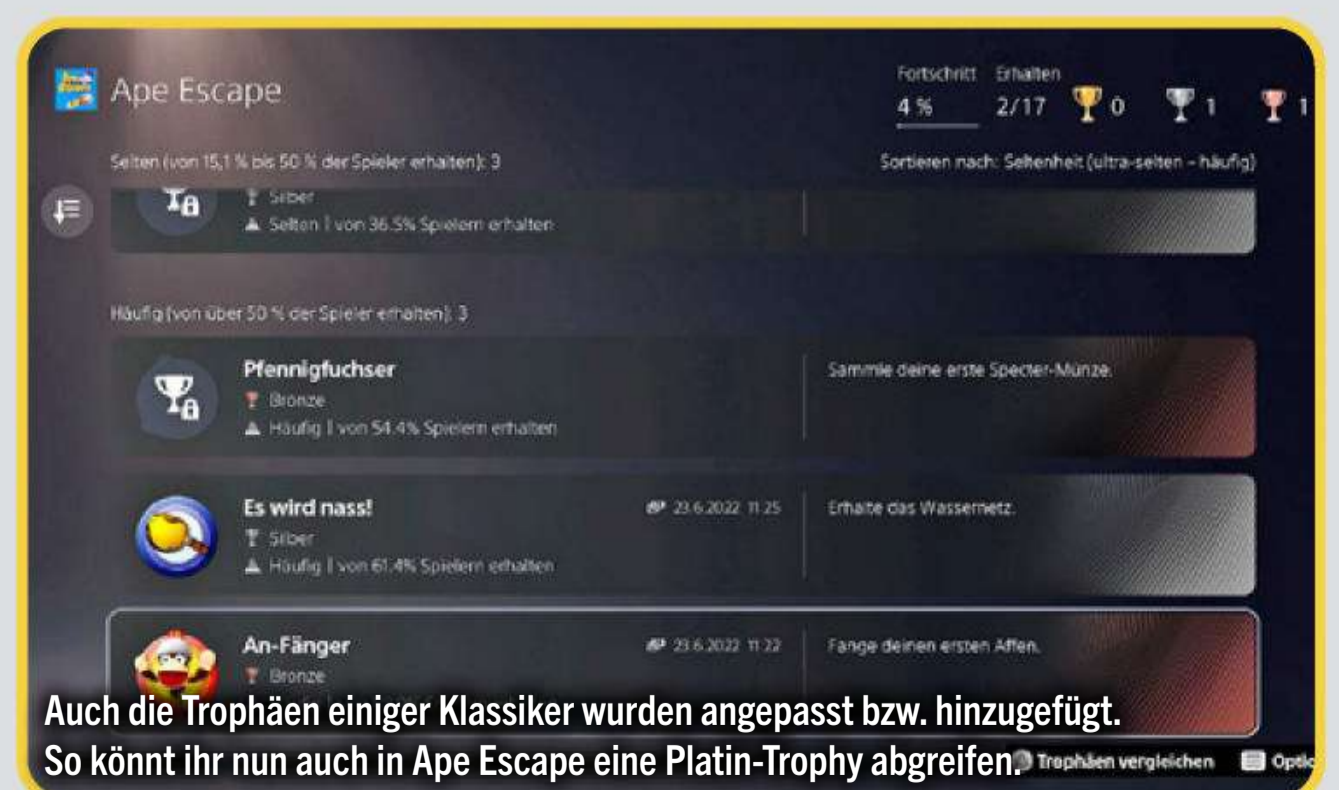 Ape Escape
Fortschritt Erhalten
4 % 2/17 0 1 1
Selten (von 15,1 % bis 50 % der Spieler erhalten): 3
Sortieren nach: Seltenheit (ultra-selten – häufig)
Silber
Selten | von 36.5% Spielern erhalten
Häufig (von über 50 % der Spieler erhalten): 3
Pfennigfuchser
Sammle deine erste Specter-Münze.
Bronze
Häufig | von 54.4% Spielern erhalten
Es wird nass!
23.6.2022 11:25
Erhalte das Wassernetz.
Silber
Häufig | von 61.4% Spielern erhalten
An-Fänger
23.6.2022 11:22
Fange deinen ersten Affen.
Bronze
Auch die Trophäen einiger Klassiker wurden angepasst bzw. hinzugefügt.
So könnt ihr nun auch in Ape Escape eine Platin-Trophy abgreifen.
Trophäen vergleichen
Optio